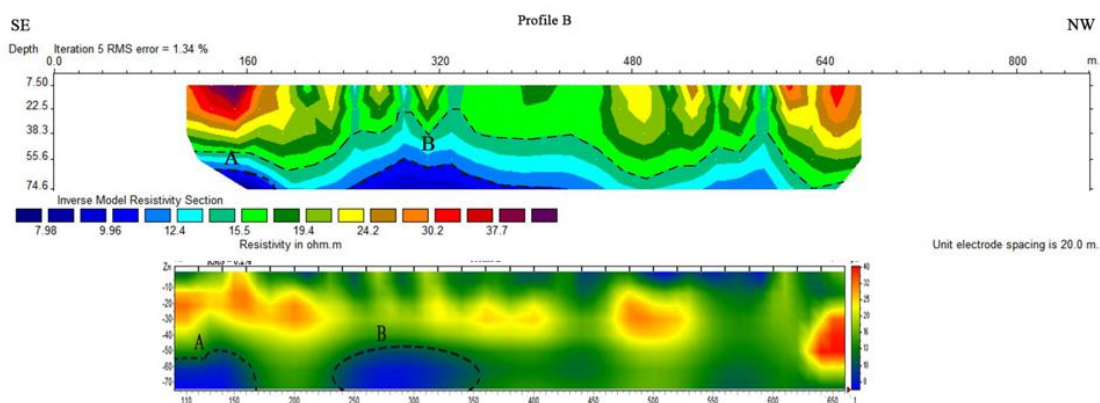 Profile B
SE NW
Depth Iteration 5 RMS error = 1.34 %
0.0 160 320 480 640 800 m.
7.50
22.5
38.3
55.6
74.6
A
B
Inverse Model Resistivity Section
7.98 9.96 12.4 15.5 19.4 24.2 30.2 37.7
Resistivity in ohm.m
Unit electrode spacing is 20.0 m.
-10
-20
-30
-40
-50
-60
-70
A
B
110 150 200 250 300 350 400 450 500 550 600 650
40